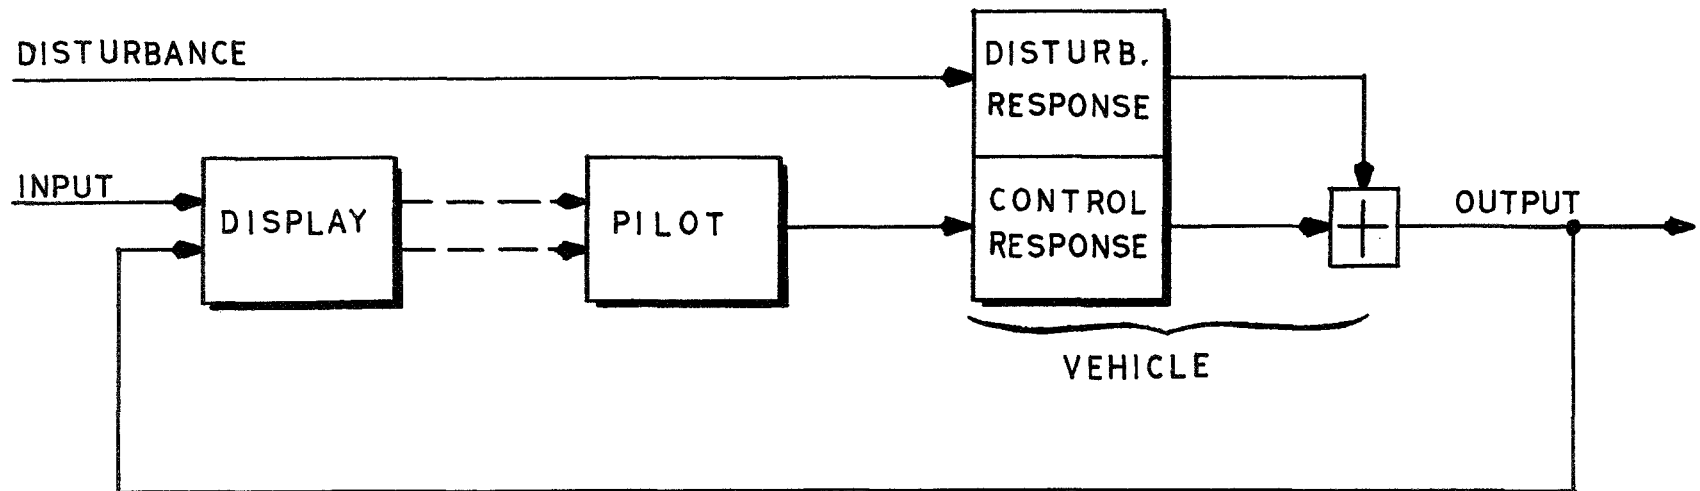 DISTURBANCE
DISTURB.
RESPONSE
INPUT
DISPLAY
PILOT
CONTROL
RESPONSE
OUTPUT
VEHICLE